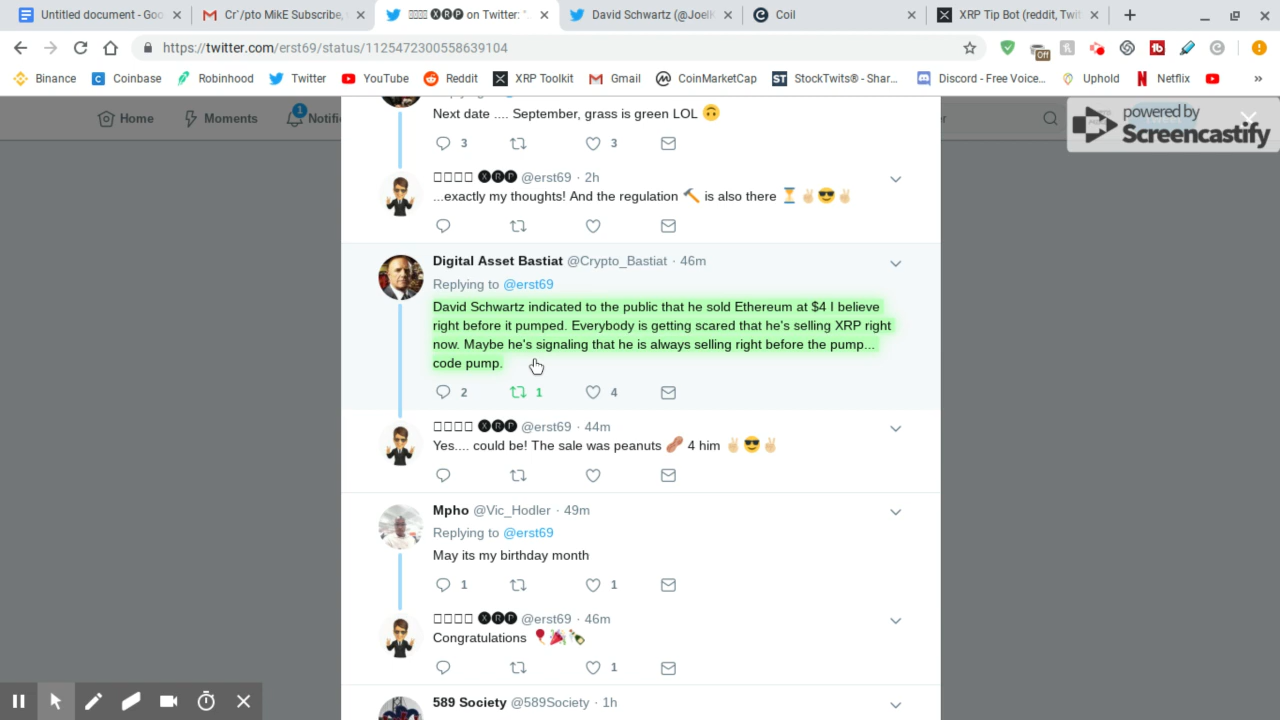 Untitled document - Goo
Cr'/pto MikE Subscribe,
🅧🅡🅟 on Twitter: "
David Schwartz (@JoelK
Coil
XRP Tip Bot (reddit, Twit
https://twitter.com/erst69/status/1125472300558639104
Off
Binance
Coinbase
Robinhood
Twitter
YouTube
Reddit
XRP Toolkit
Gmail
CoinMarketCap
StockTwits® - Shar...
Discord - Free Voice...
Uphold
Netflix
»
Home
Moments
1
Notifi
powered by
Screencastify
Next date .... September, grass is green LOL 🙃
3
3
□□□□ 🅧🅡🅟 @erst69 · 2h
...exactly my thoughts! And the regulation 🔨 is also there ⏳✌🏻😎✌🏻
Digital Asset Bastiat @Crypto_Bastiat · 46m
Replying to @erst69
David Schwartz indicated to the public that he sold Ethereum at $4 I believe
right before it pumped. Everybody is getting scared that he's selling XRP right
now. Maybe he's signaling that he is always selling right before the pump...
code pump.
2
1
4
□□□□ 🅧🅡🅟 @erst69 · 44m
Yes.... could be! The sale was peanuts 🥜 4 him ✌🏻😎✌🏻
Mpho @Vic_Hodler · 49m
Replying to @erst69
May its my birthday month
1
1
□□□□ 🅧🅡🅟 @erst69 · 46m
Congratulations 🎈🎉🍾
1
589 Society @589Society · 1h